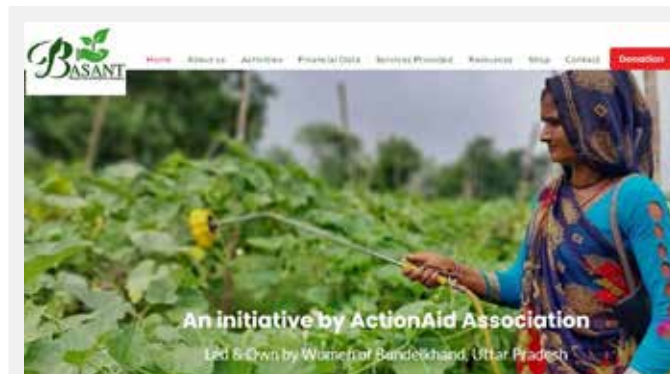 BASANT
Home About us Activities Financial Data Services Provided Resources Shop Contact Donation
An initiative by ActionAid Association
Led & Own by Women of Bundelkhand, Uttar Pradesh